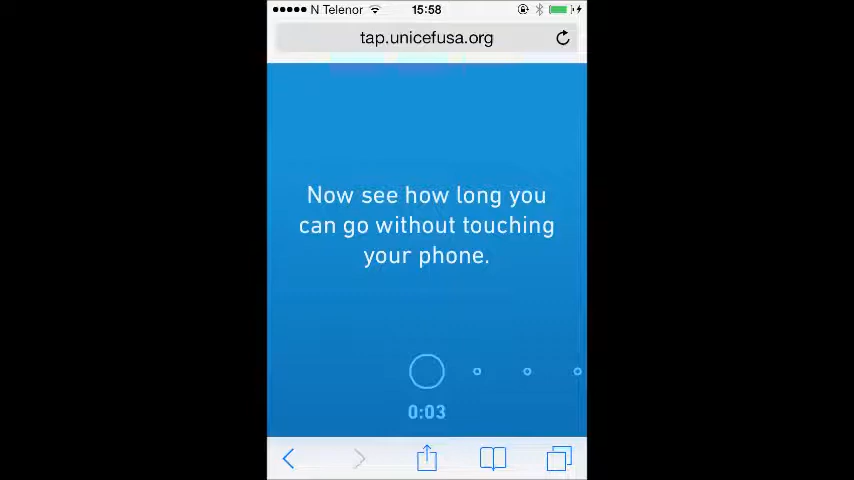 N Telenor 15:58
tap.unicefusa.org
Now see how long you
can go without touching
your phone.
0:03